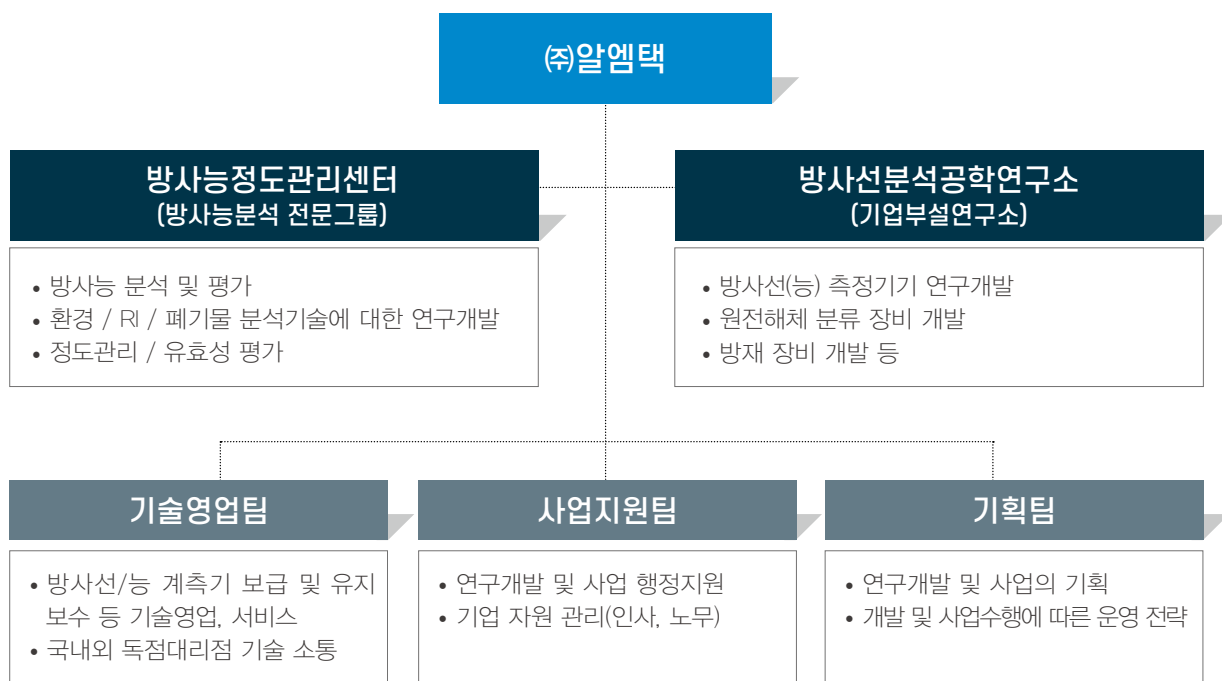 ㈜알엠택
방사능정도관리센터
(방사능분석 전문그룹)
• 방사능 분석 및 평가
• 환경 / RI / 폐기물 분석기술에 대한 연구개발
• 정도관리 / 유효성 평가
방사선분석공학연구소
(기업부설연구소)
• 방사선(능) 측정기기 연구개발
• 원전해체 분류 장비 개발
• 방재 장비 개발 등
기술영업팀
• 방사선/능 계측기 보급 및 유지
보수 등 기술영업, 서비스
• 국내외 독점대리점 기술 소통
사업지원팀
• 연구개발 및 사업 행정지원
• 기업 자원 관리(인사, 노무)
기획팀
• 연구개발 및 사업의 기획
• 개발 및 사업수행에 따른 운영 전략